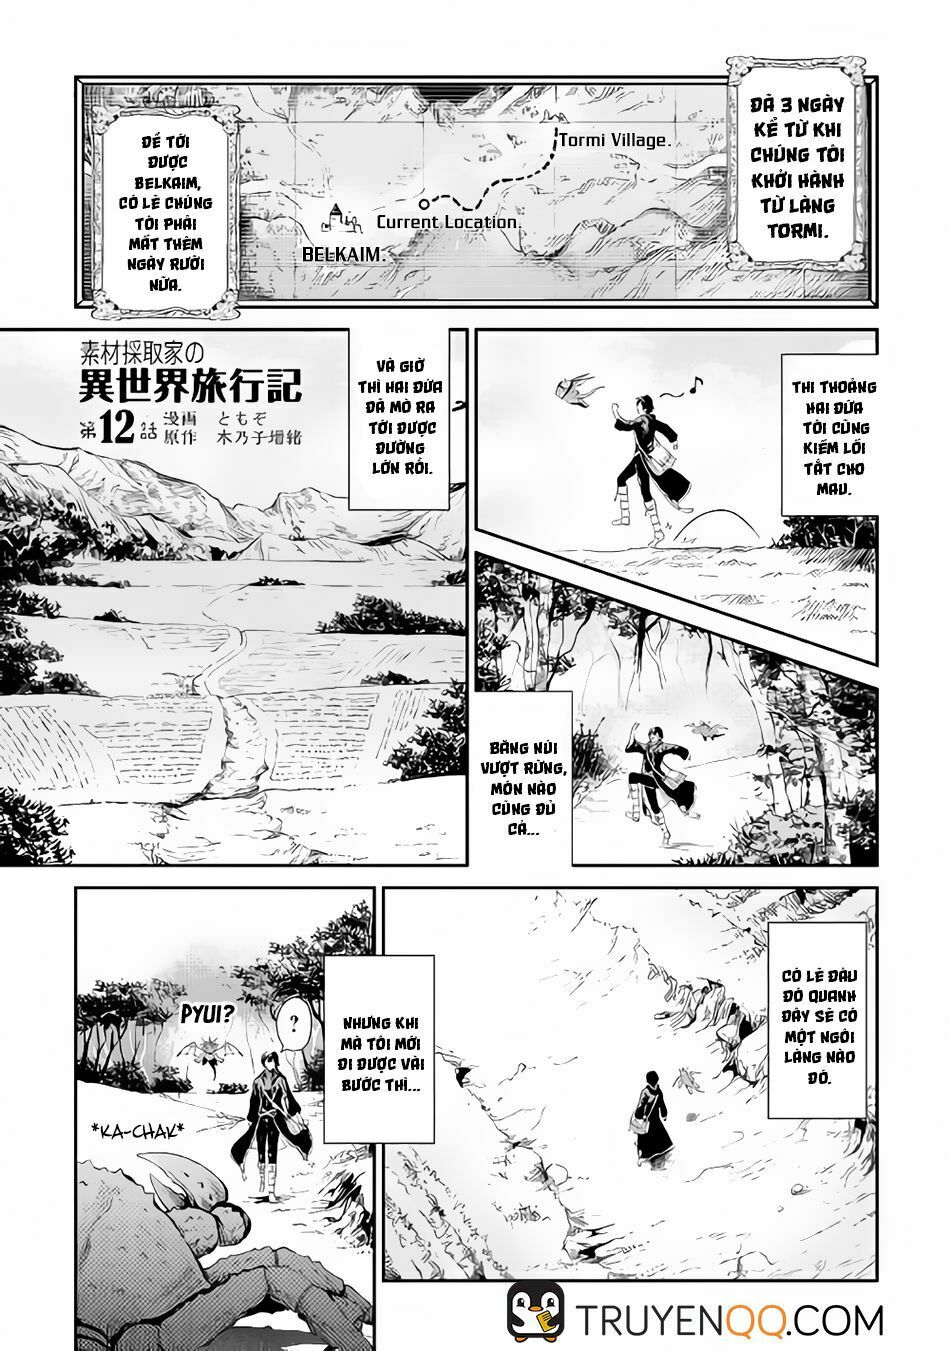 ĐÃ 3 NGÀY
KỂ TỪ KHI
CHÚNG TÔI
KHỞI HÀNH
TỪ LÀNG
TORMI.
Tormi Village.
Current Location.
BELKAIM.
ĐỂ TỚI
ĐƯỢC
BELKAIM,
CÓ LẼ CHÚNG
TÔI PHẢI
MẤT THÊM
NGÀY RƯỠI
NỮA.
THI THOẢNG
HAI ĐỨA
TÔI CŨNG
KIẾM LỐI
TẮT CHO
MAU.
BĂNG NÚI
VƯỢT RỪNG,
MÓN NÀO
CŨNG ĐỦ
CẢ...
VÀ GIỜ
THÌ HAI ĐỨA
ĐÃ MÒ RA
TỚI ĐƯỢC
ĐƯỜNG
LỚN RỒI.
素材採取家の
異世界旅行記
第12話
漫画 ともぞ
原作 木乃子増緒
CÓ LẼ ĐÂU
ĐÓ QUANH
ĐÂY SẼ CÓ
MỘT NGÔI
LÀNG NÀO
ĐÓ.
NHƯNG KHI
MÀ TÔI MỚI
ĐI ĐƯỢC VÀI
BƯỚC THÌ...
PYUI?
?
*KA-CHAK*
TRUYENQQ.COM